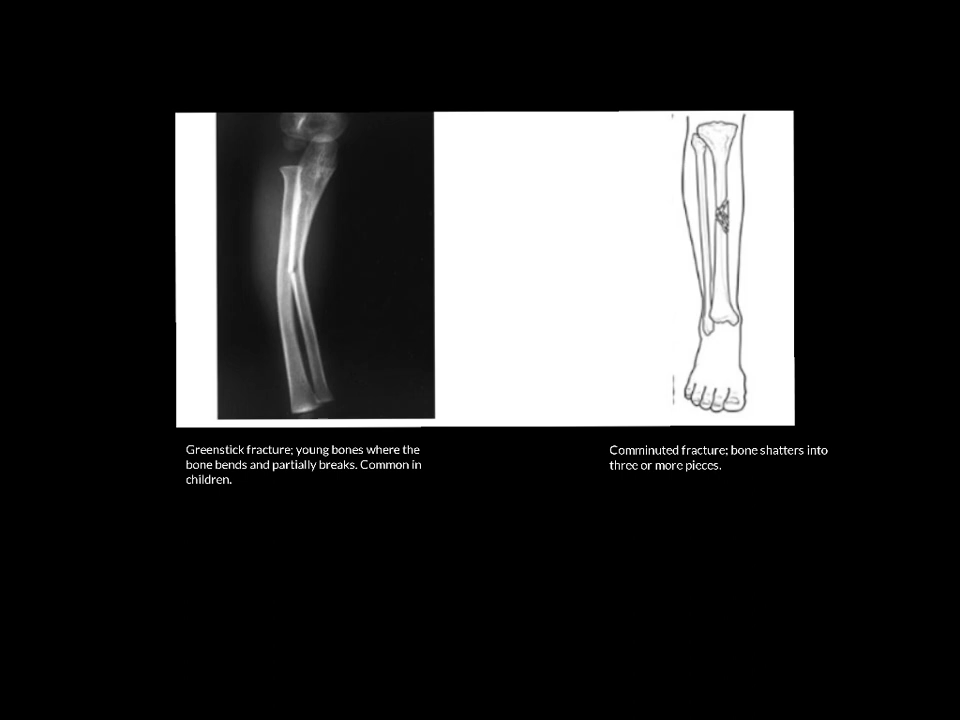 Greenstick fracture; young bones where the
bone bends and partially breaks. Common in
children.
Comminuted fracture; bone shatters into
three or more pieces.